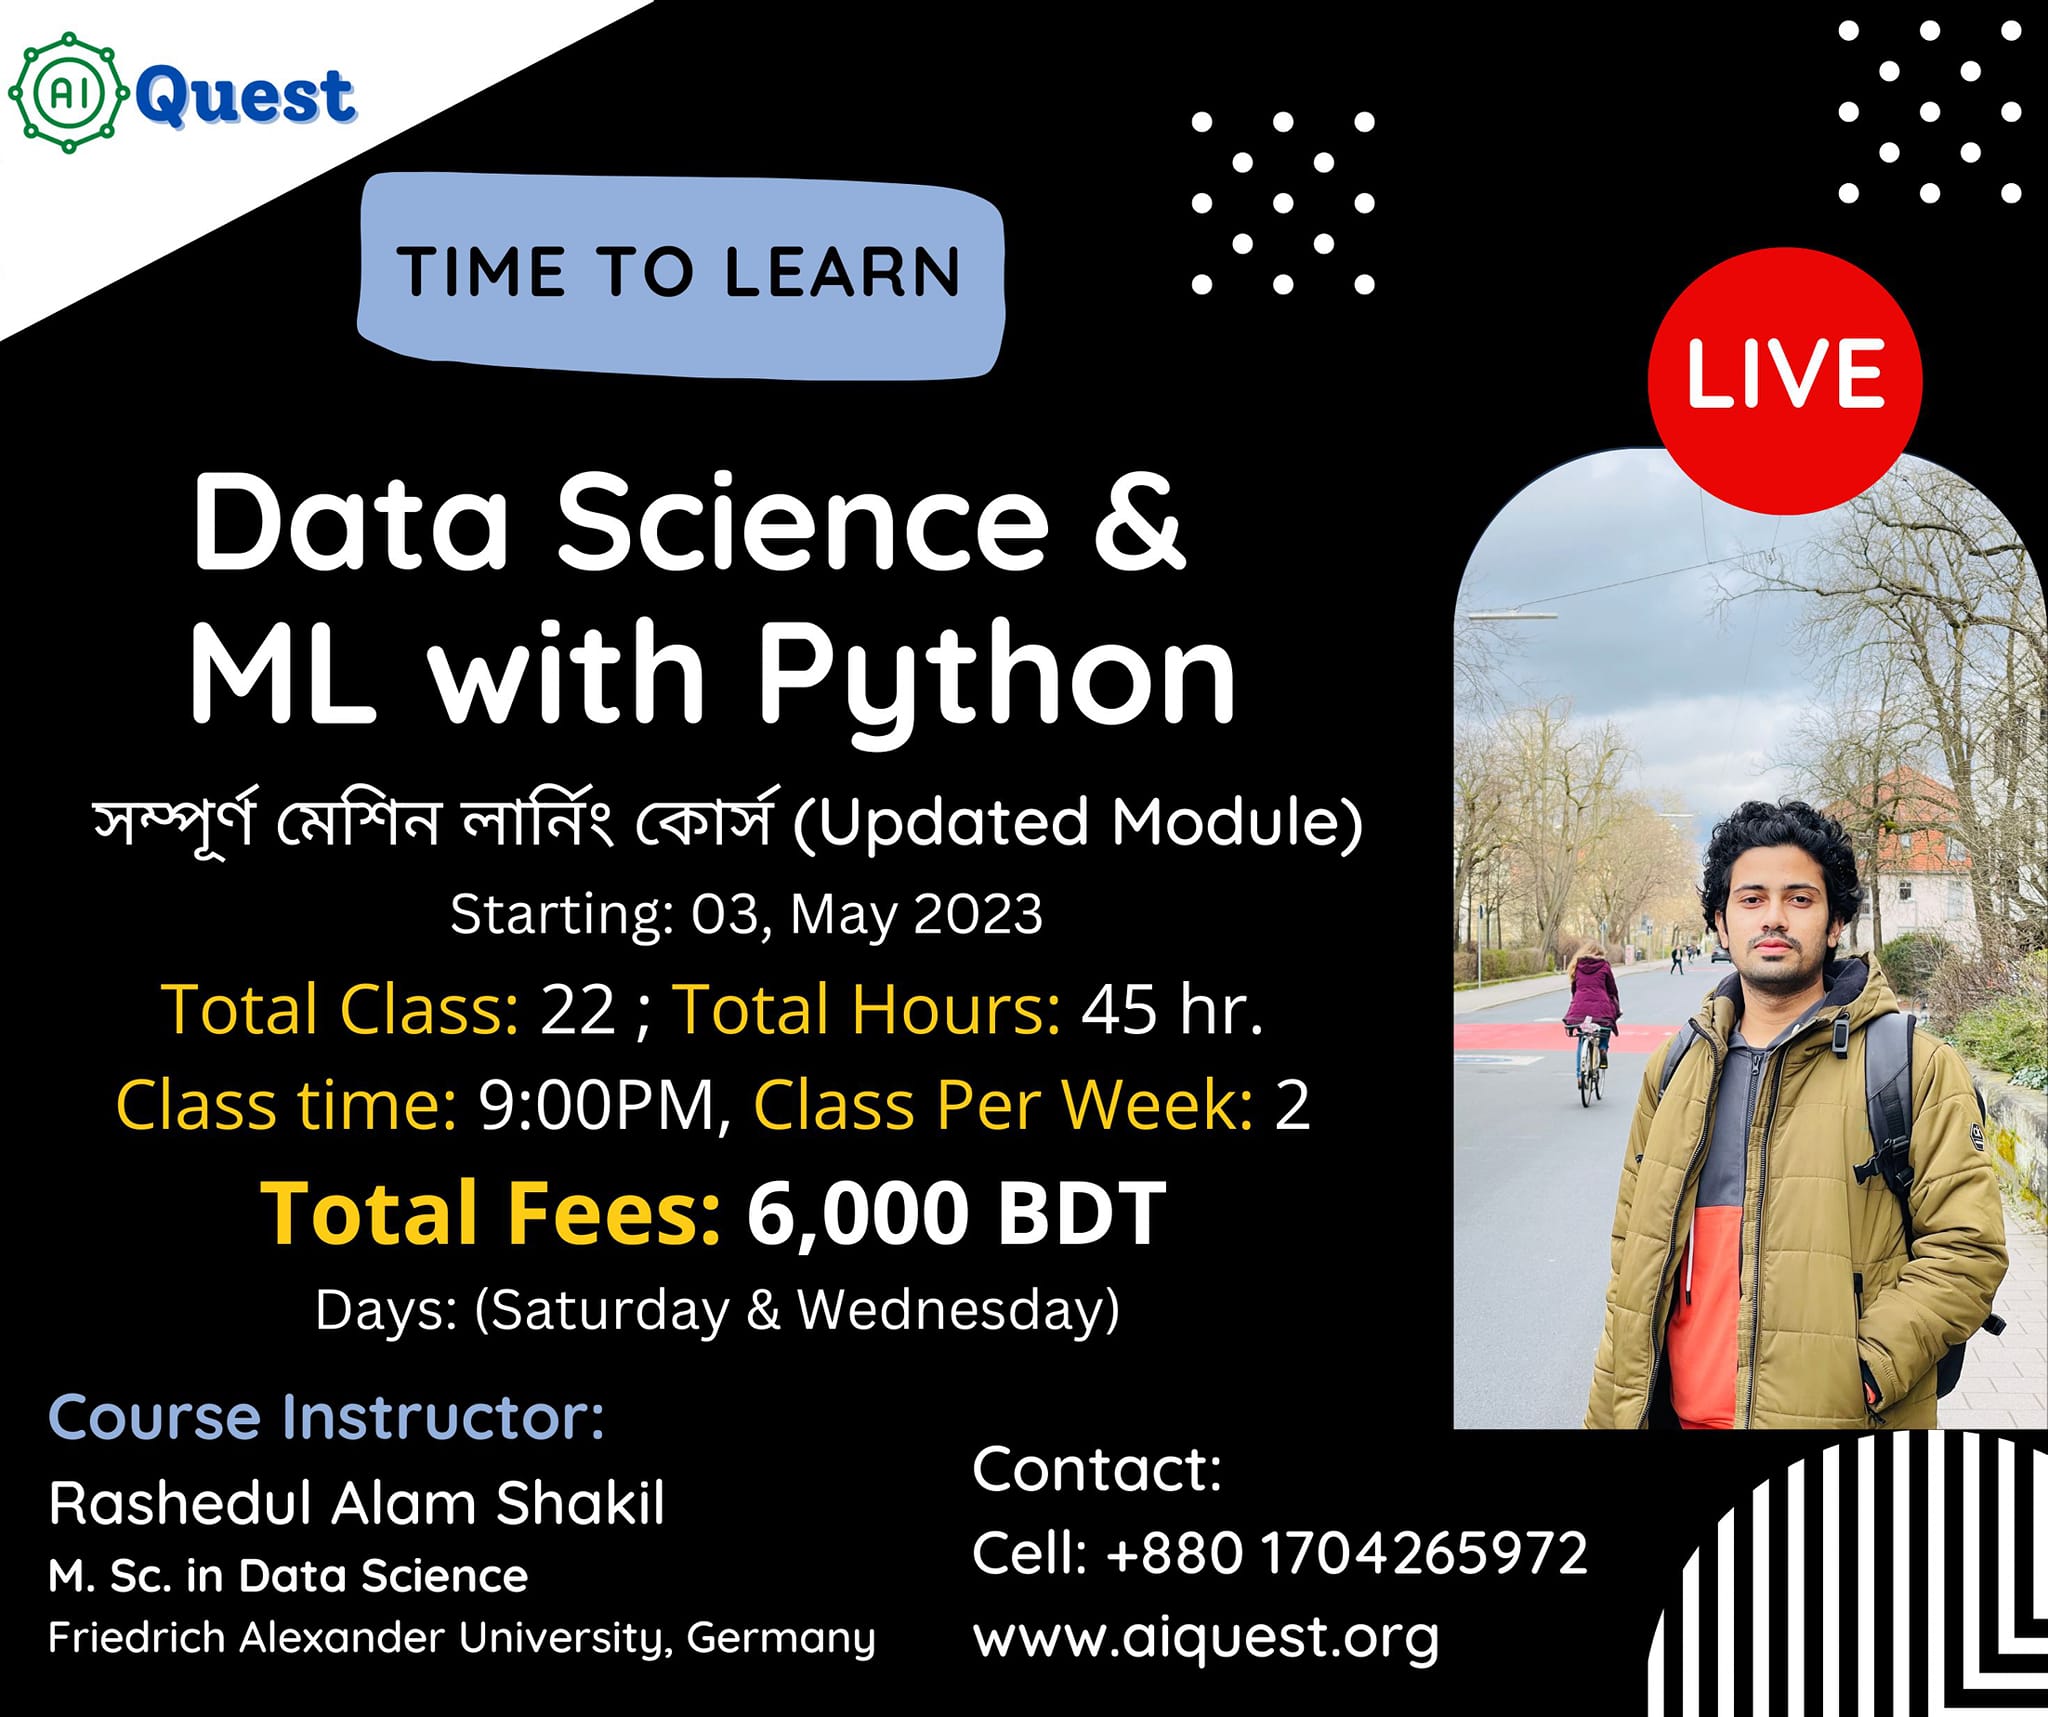 AI Quest
TIME TO LEARN
LIVE
Data Science &
ML with Python
সম্পূর্ণ মেশিন লার্নিং কোর্স (Updated Module)
Starting: 03, May 2023
Total Class: 22 ; Total Hours: 45 hr.
Class time: 9:00PM, Class Per Week: 2
Total Fees: 6,000 BDT
Days: (Saturday & Wednesday)
Course Instructor:
Rashedul Alam Shakil
M. Sc. in Data Science
Friedrich Alexander University, Germany
Contact:
Cell: +880 1704265972
www.aiquest.org